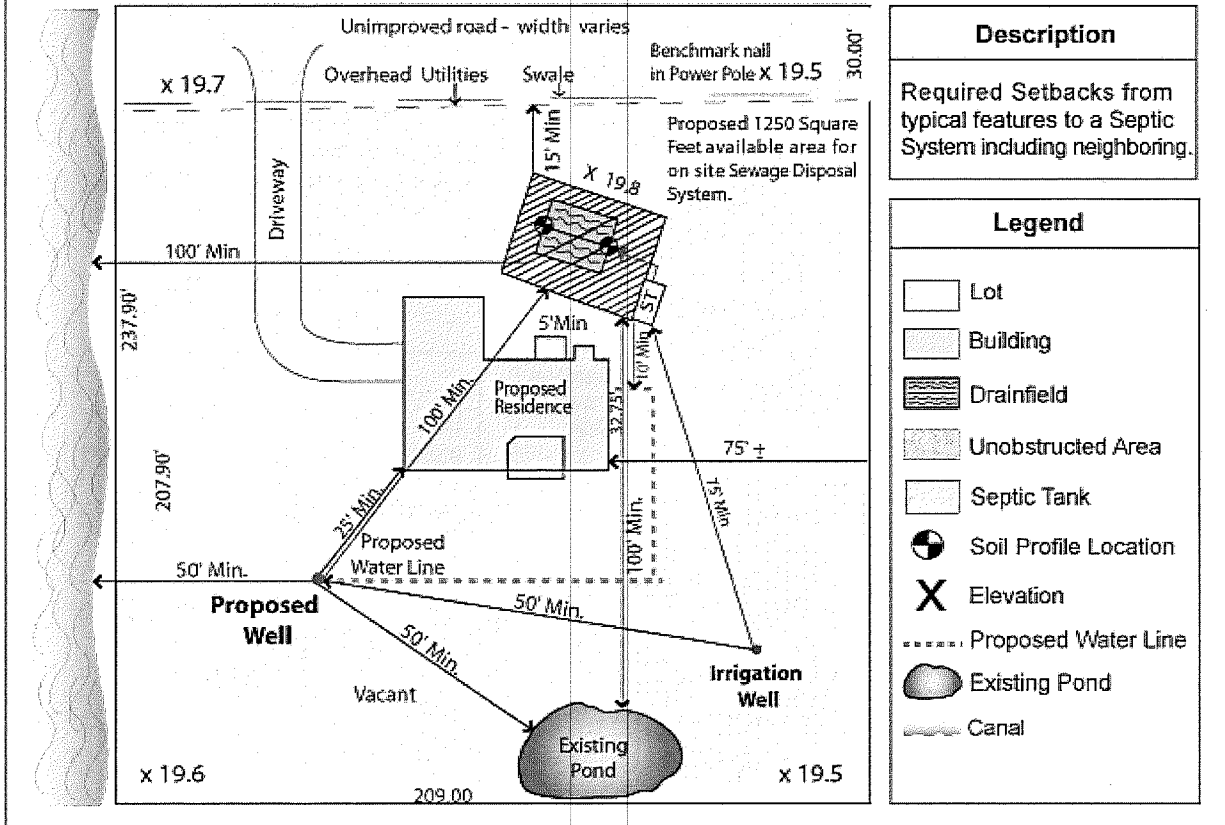 Unimproved road - width varies
Overhead Utilities
Swale
Benchmark nail
in Power Pole X 19.5
30.00'
x 19.7
15' Min
Proposed 1250 Square
Feet available area for
on site Sewage Disposal
System.
X 19.8
Driveway
100' Min
ST
237.90'
5'Min
10' Min
Proposed
Residence
32.75'
100' Min.
75' ±
207.90'
75' Min
25' Min.
100' Min.
Proposed
Water Line
50' Min.
Proposed
Well
50' Min.
50' Min.
Irrigation
Well
Vacant
Existing
Pond
x 19.6
x 19.5
209.00
Description
Required Setbacks from
typical features to a Septic
System including neighboring.
Legend
Lot
Building
Drainfield
Unobstructed Area
Septic Tank
Soil Profile Location
X Elevation
Proposed Water Line
Existing Pond
Canal